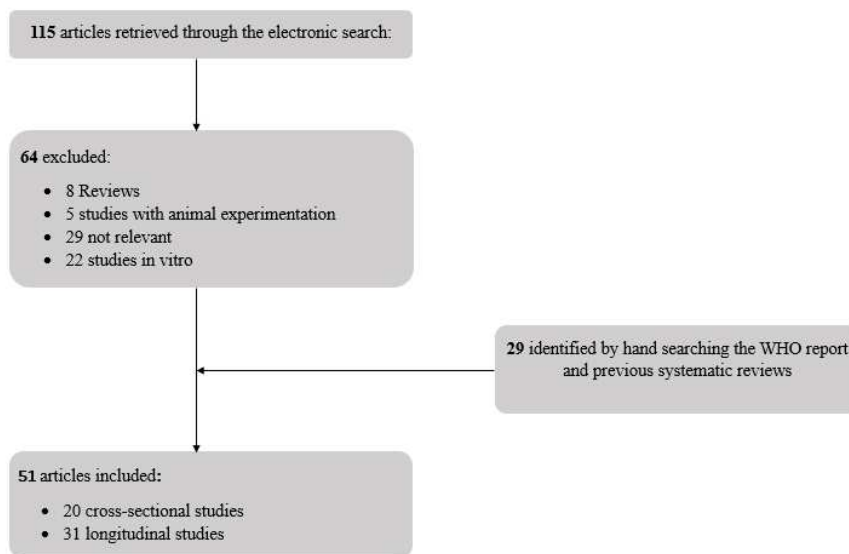 115 articles retrieved through the electronic search:
64 excluded:
• 8 Reviews
• 5 studies with animal experimentation
• 29 not relevant
• 22 studies in vitro
29 identified by hand searching the WHO report
and previous systematic reviews
51 articles included:
• 20 cross-sectional studies
• 31 longitudinal studies